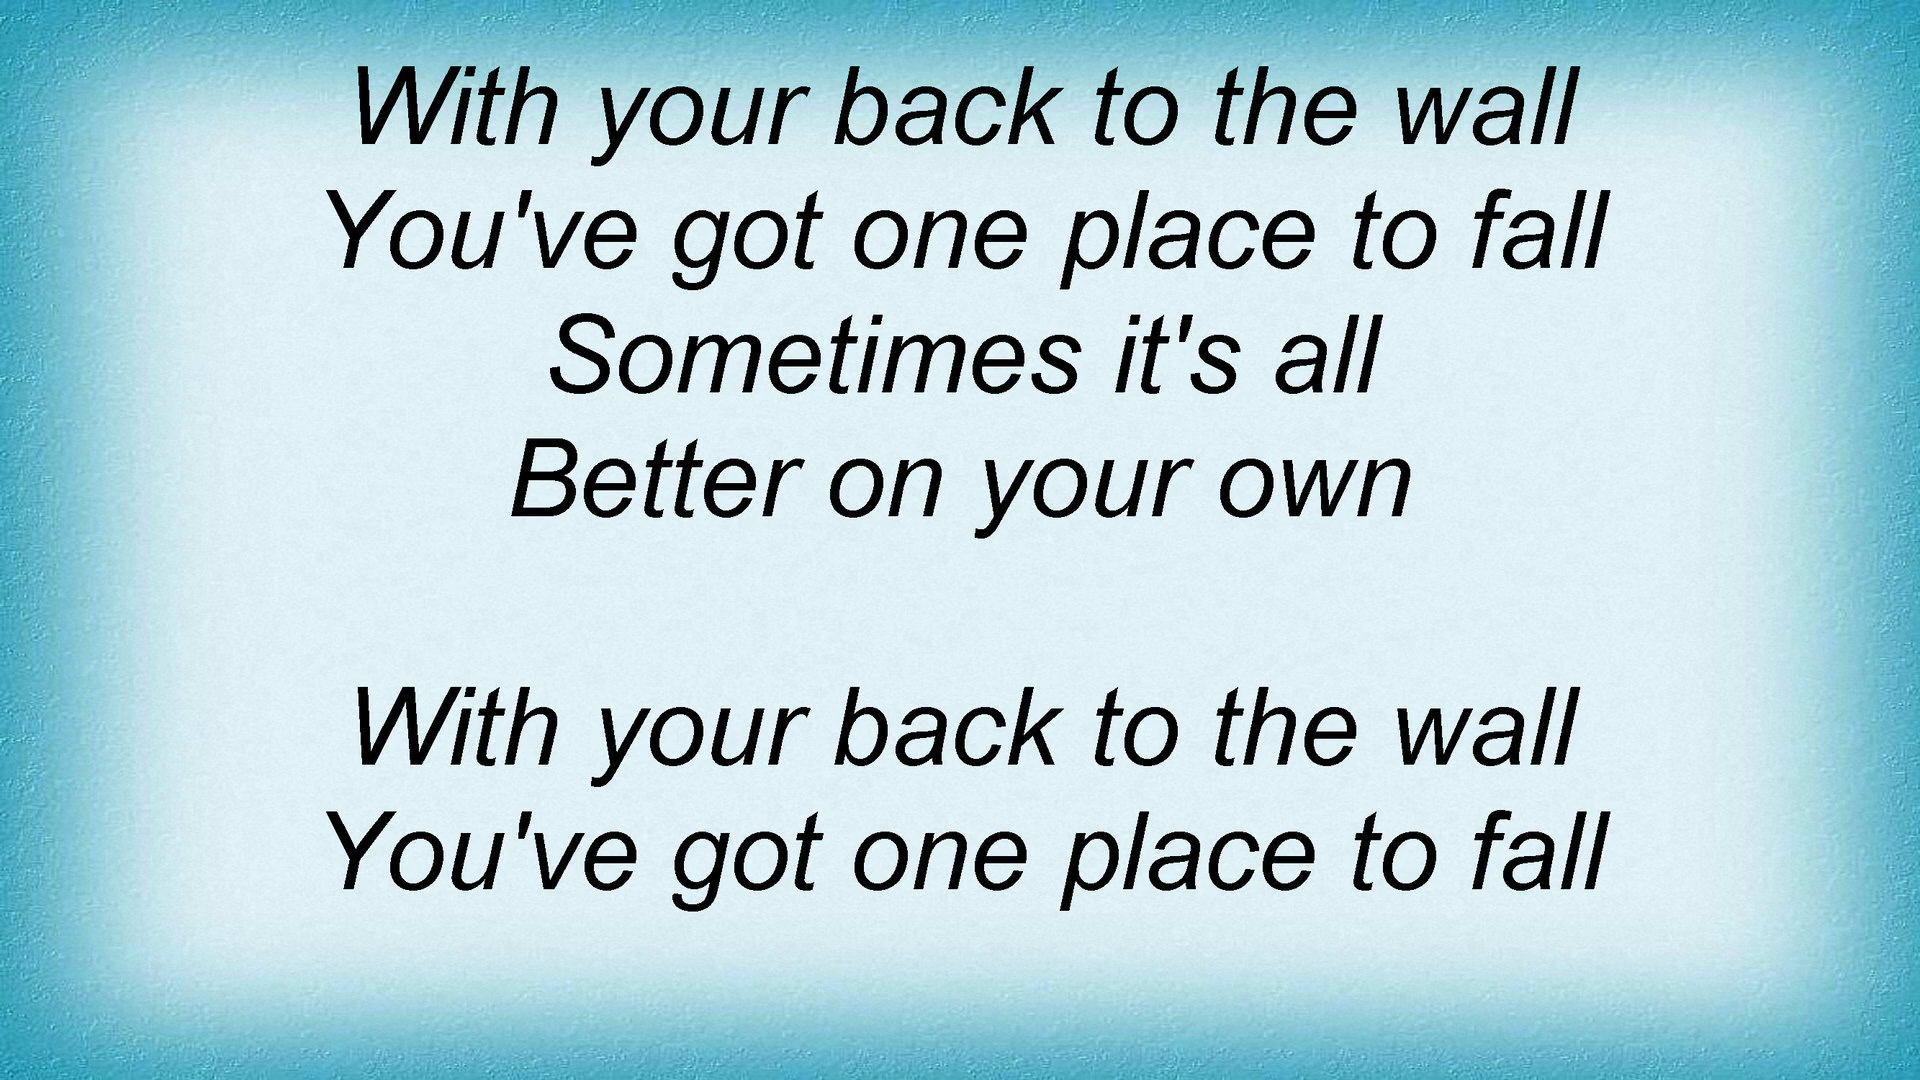 With your back to the wall
You've got one place to fall
Sometimes it's all
Better on your own
With your back to the wall
You've got one place to fall